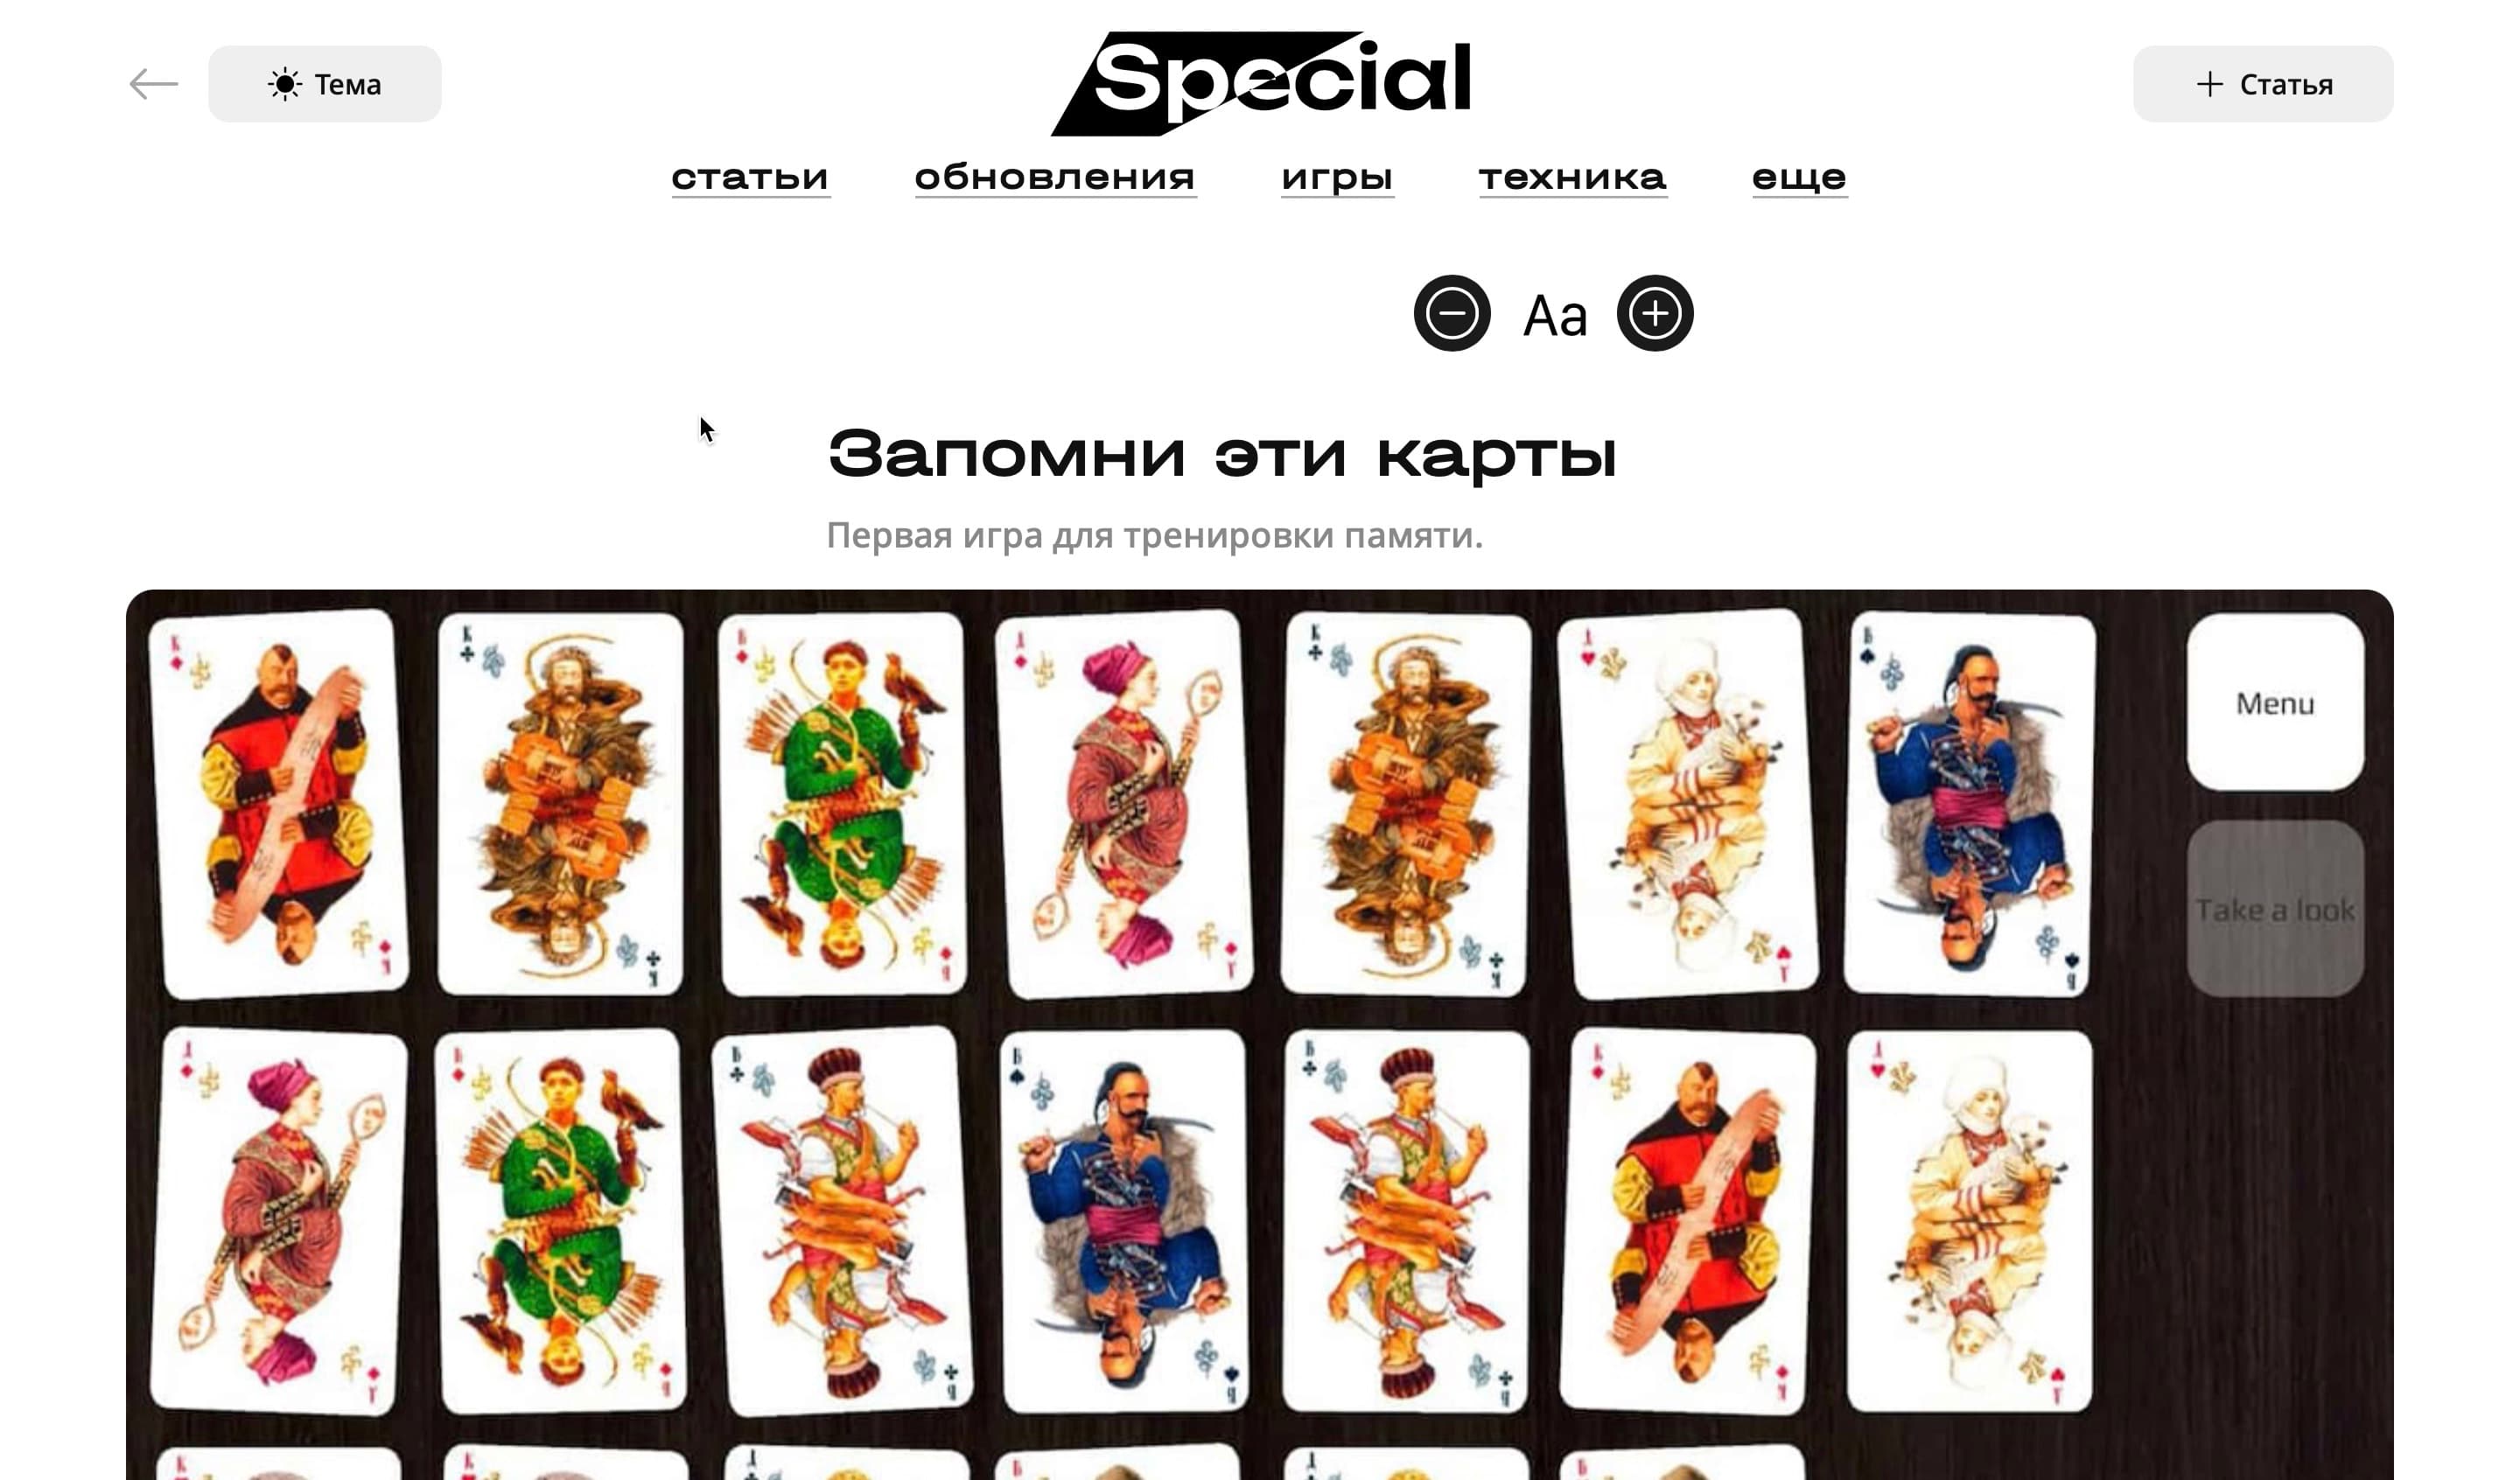 Тема
Special
Статья
статьи обновления игры техника еще
Aa
Запомни эти карты
Первая игра для тренировки памяти.
Menu
Take a look